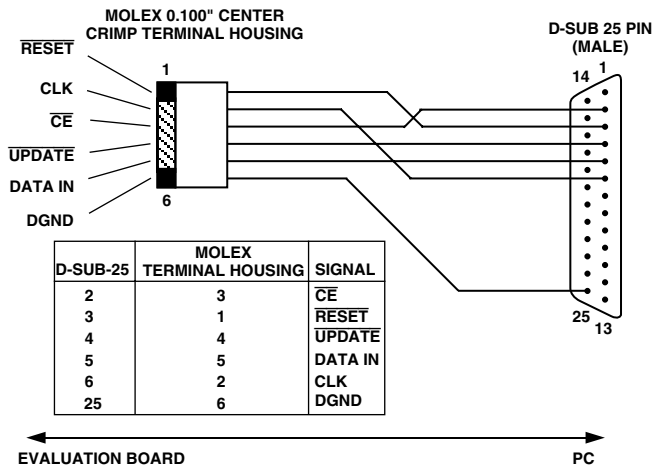 MOLEX 0.100" CENTER
CRIMP TERMINAL HOUSING
D-SUB 25 PIN
(MALE)
RESET
1
14 1
CLK
CE
UPDATE
DATA IN
6
DGND
25
13
D-SUB-25 MOLEX TERMINAL HOUSING SIGNAL
2 3 CE
3 1 RESET
4 4 UPDATE
5 5 DATA IN
6 2 CLK
25 6 DGND
EVALUATION BOARD PC